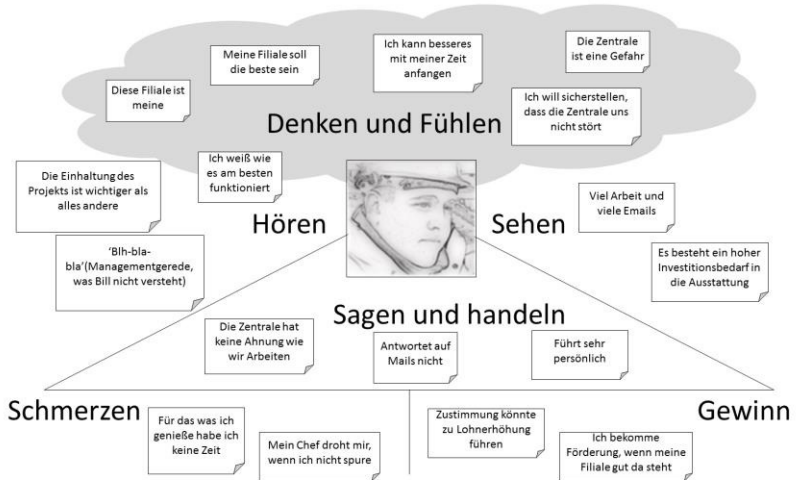 Meine Filiale soll
die beste sein
Ich kann besseres
mit meiner Zeit
anfangen
Die Zentrale
ist eine Gefahr
Diese Filiale ist
meine
Ich will sicherstellen,
dass die Zentrale uns
nicht stört
Denken und Fühlen
Ich weiß wie
es am besten
funktioniert
Die Einhaltung des
Projekts ist wichtiger als
alles andere
Hören
'Blh-bla-
bla'(Managementgerede,
was Bill nicht versteht)
Sehen
Viel Arbeit und
viele Emails
Es besteht ein hoher
Investitionsbedarf in
die Ausstattung
Sagen und handeln
Die Zentrale hat
keine Ahnung wie
wir Arbeiten
Antwortet auf
Mails nicht
Führt sehr
persönlich
Schmerzen
Für das was ich
genieße habe ich
keine Zeit
Mein Chef droht mir,
wenn ich nicht spure
Gewinn
Zustimmung könnte
zu Lohnerhöhung
führen
Ich bekomme
Förderung, wenn meine
Filiale gut da steht